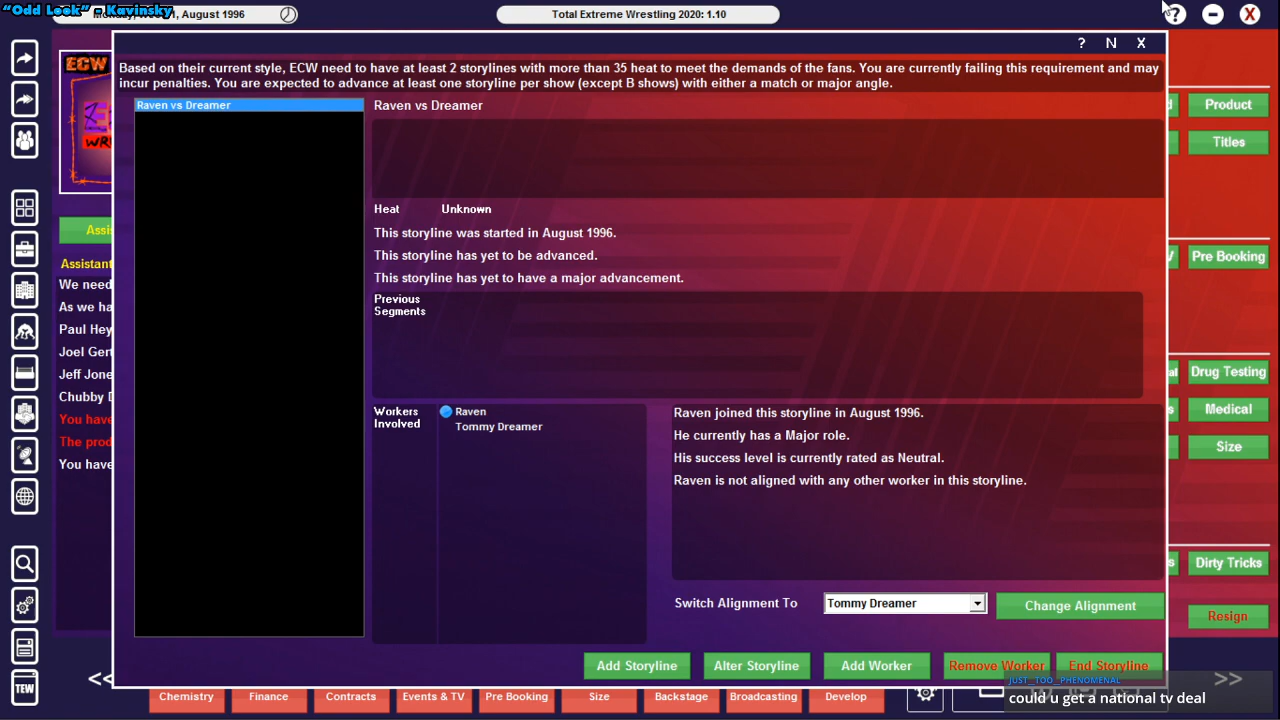 “Odd Look” - Kavinsky
August 1996
Total Extreme Wrestling 2020: 1.10
?
X
? N X
Based on their current style, ECW need to have at least 2 storylines with more than 35 heat to meet the demands of the fans. You are currently failing this requirement and may
incur penalties. You are expected to advance at least one storyline per show (except B shows) with either a match or major angle.
ECW
Raven vs Dreamer
Raven vs Dreamer
Product
Titles
Heat Unknown
This storyline was started in August 1996.
This storyline has yet to be advanced.
This storyline has yet to have a major advancement.
Pre Booking
Assis
Assistant
We need
As we ha
Paul Hey
Joel Gert
Jeff Jone
Chubby D
You have
The prod
You have
Previous
Segments
Drug Testing
Medical
Size
Workers
Involved
Raven
Tommy Dreamer
Raven joined this storyline in August 1996.
He currently has a Major role.
His success level is currently rated as Neutral.
Raven is not aligned with any other worker in this storyline.
Dirty Tricks
Switch Alignment To
Tommy Dreamer
Change Alignment
Resign
Add Storyline
Alter Storyline
Add Worker
Remove Worker
End Storyline
TEW
<<
>>
Chemistry
Finance
Contracts
Events & TV
Pre Booking
Size
Backstage
Broadcasting
Develop
JUST__TOO__PHENOMENAL
could u get a national tv deal